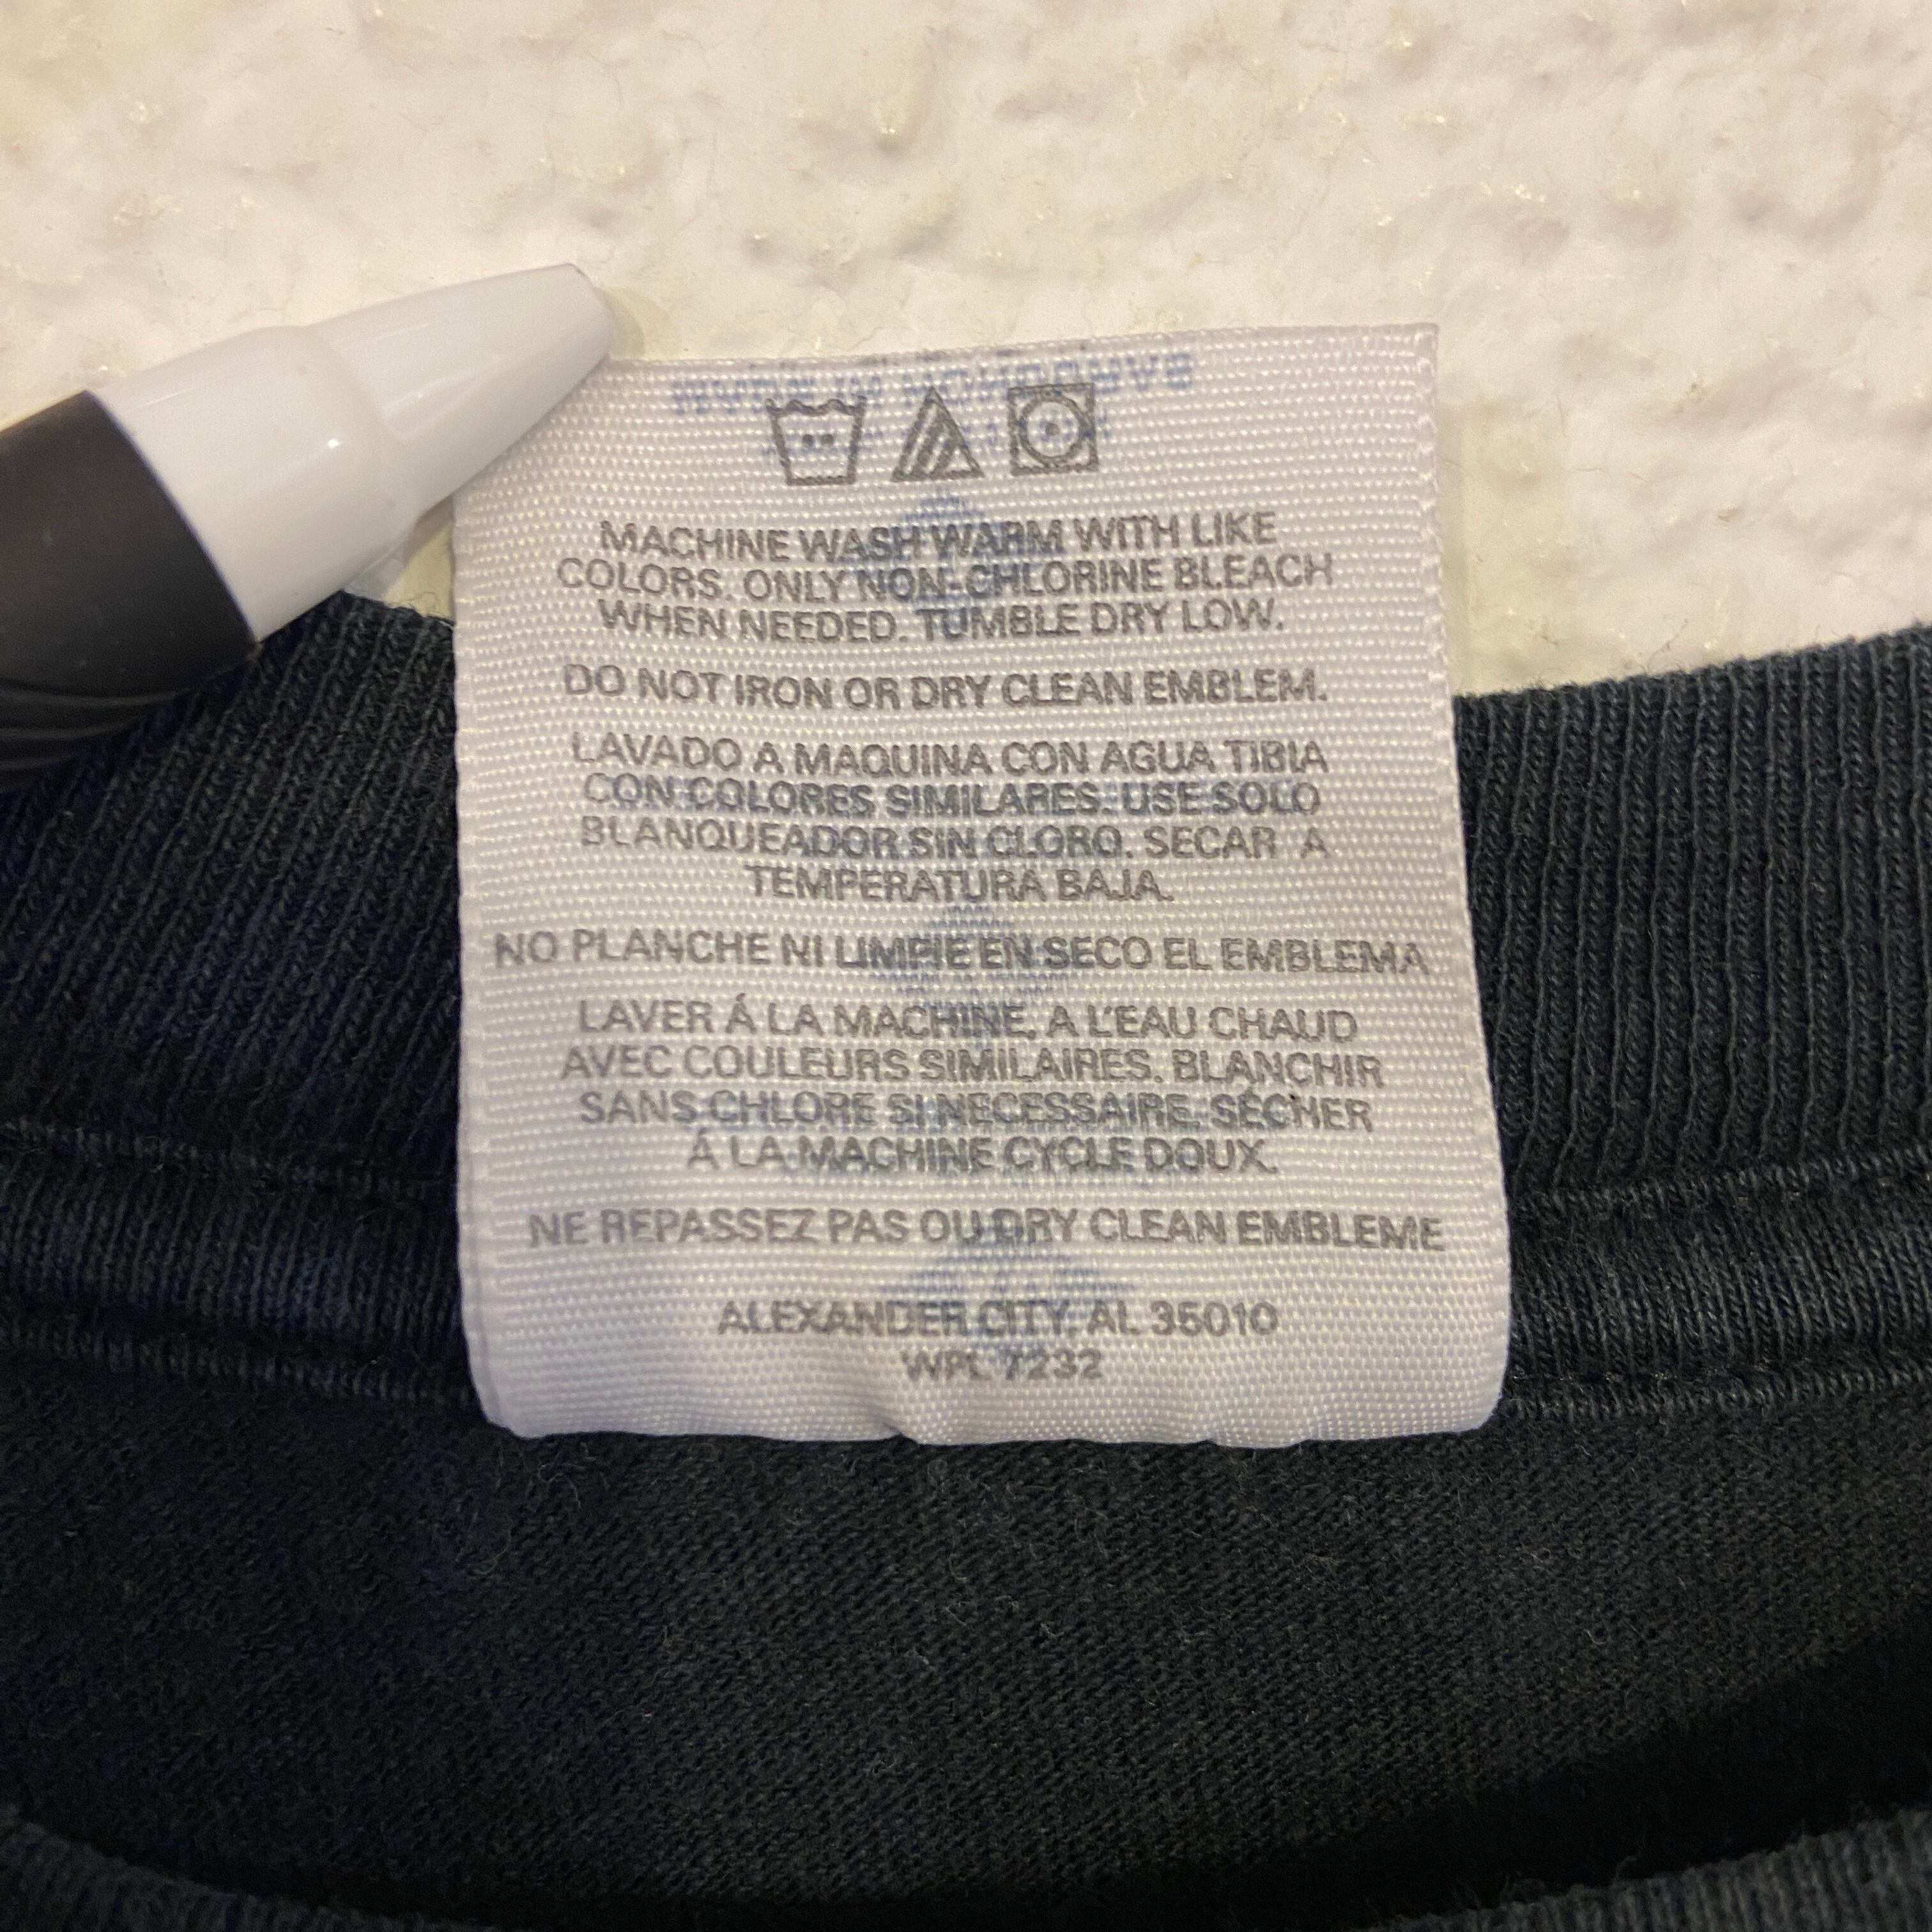 MACHINE WASH WARM WITH LIKE
COLORS. ONLY NON-CHLORINE BLEACH
WHEN NEEDED. TUMBLE DRY LOW.
DO NOT IRON OR DRY CLEAN EMBLEM.
LAVADO A MAQUINA CON AGUA TIBIA
CON COLORES SIMILARES. USE SOLO
BLANQUEADOR SIN CLORO. SECAR A
TEMPERATURA BAJA.
NO PLANCHE NI LIMPIE EN SECO EL EMBLEMA
LAVER Á LA MACHINE, A L'EAU CHAUD
AVEC COULEURS SIMILAIRES. BLANCHIR
SANS CHLORE SI NECESSAIRE. SÉCHER
Á LA MACHINE CYCLE DOUX.
NE REPASSEZ PAS OU DRY CLEAN EMBLEME
ALEXANDER CITY, AL 35010
WPL 7232